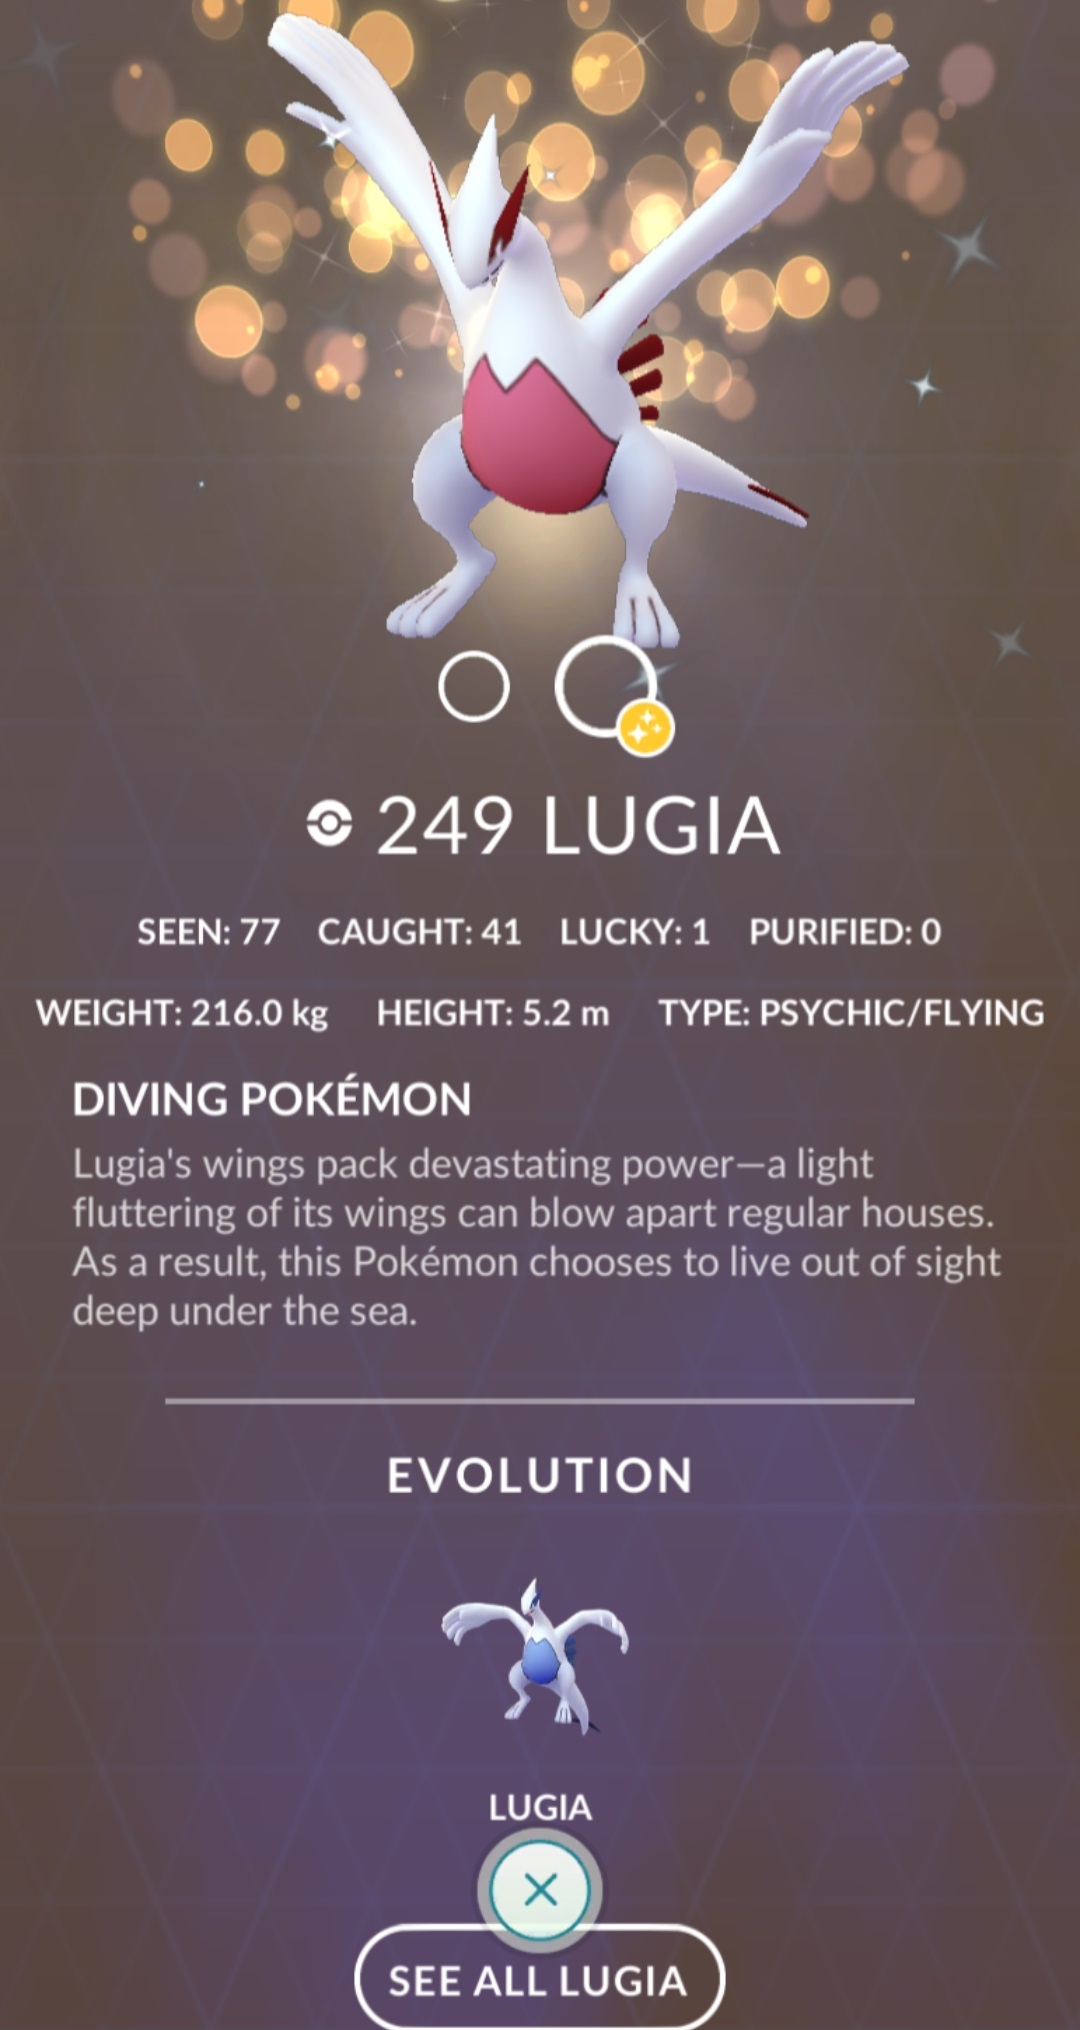 249 LUGIA
SEEN: 77 CAUGHT: 41 LUCKY: 1 PURIFIED: 0
WEIGHT: 216.0 kg HEIGHT: 5.2 m TYPE: PSYCHIC/FLYING
DIVING POKÉMON
Lugia's wings pack devastating power—a light
fluttering of its wings can blow apart regular houses.
As a result, this Pokémon chooses to live out of sight
deep under the sea.
EVOLUTION
LUGIA
SEE ALL LUGIA